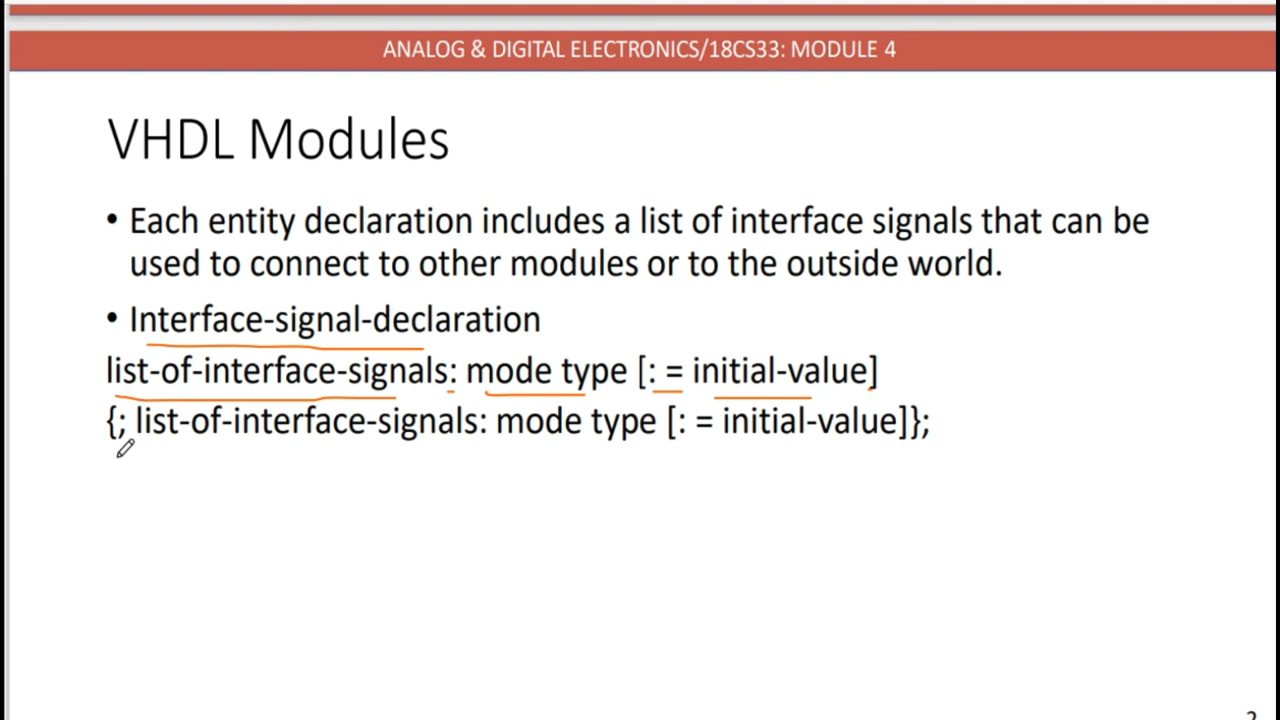 ANALOG & DIGITAL ELECTRONICS/18CS33: MODULE 4
VHDL Modules
• Each entity declaration includes a list of interface signals that can be
used to connect to other modules or to the outside world.
• Interface-signal-declaration
list-of-interface-signals: mode type [: = initial-value]
{; list-of-interface-signals: mode type [: = initial-value]};
2